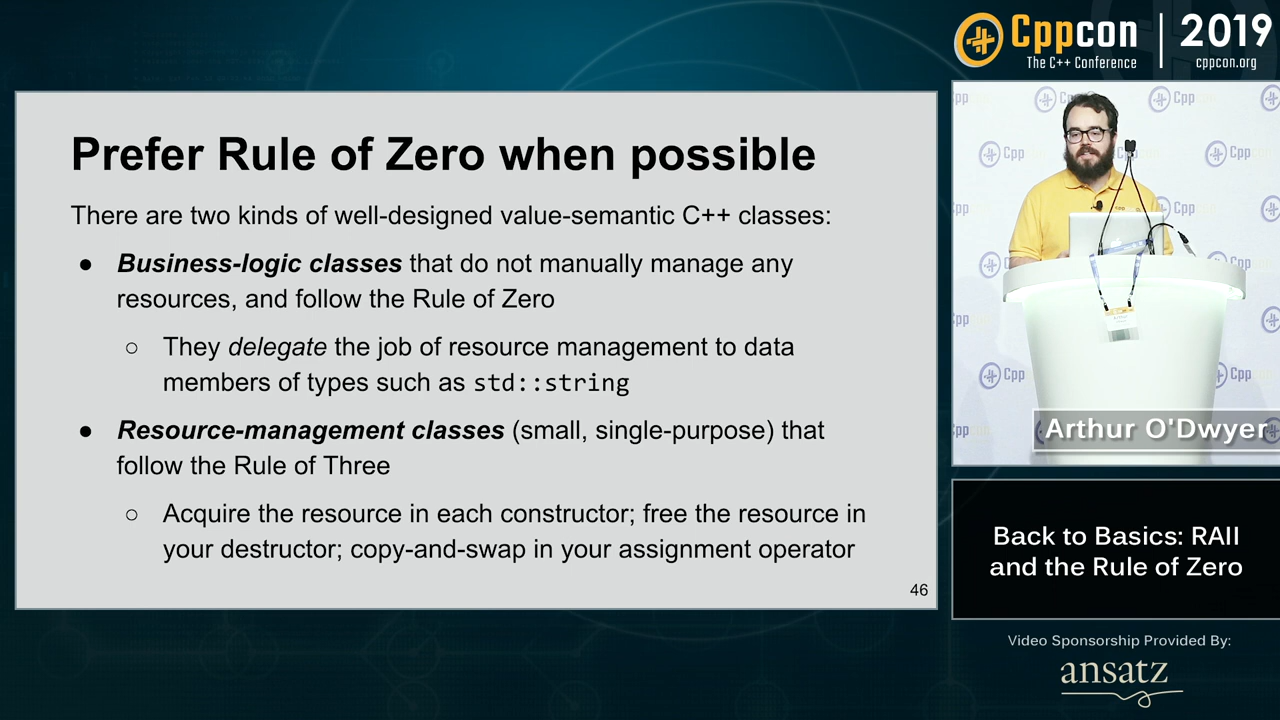 Cppcon | 2019
The C++ Conference cppcon.org
Prefer Rule of Zero when possible
There are two kinds of well-designed value-semantic C++ classes:
● Business-logic classes that do not manually manage any
resources, and follow the Rule of Zero
○ They delegate the job of resource management to data
members of types such as std::string
● Resource-management classes (small, single-purpose) that
follow the Rule of Three
○ Acquire the resource in each constructor; free the resource in
your destructor; copy-and-swap in your assignment operator
46
Cpp
Cpp
Cpp
Cpp
Arthur O'Dwyer
Back to Basics: RAII
and the Rule of Zero
Video Sponsorship Provided By:
ansatz